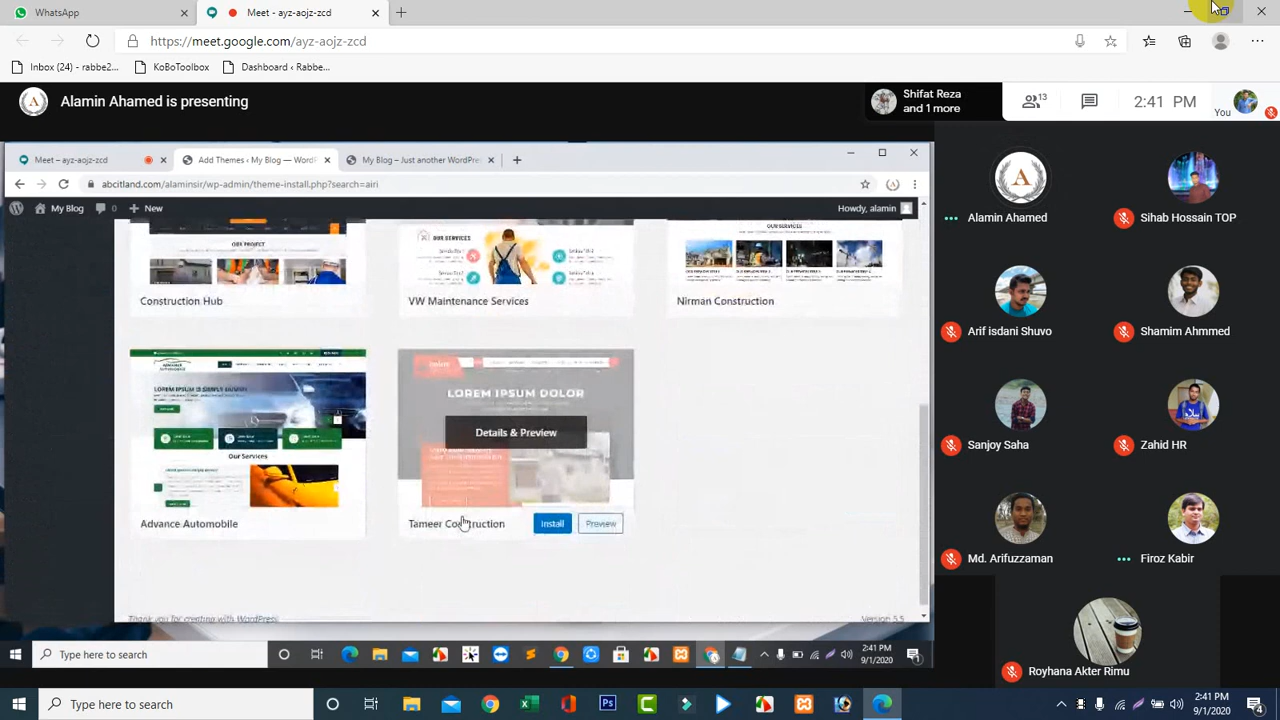 WhatsApp
Meet - ayz-aojz-zcd
https://meet.google.com/ayz-aojz-zcd
Inbox (24) - rabbe2...
KoBoToolbox
Dashboard ‹ Rabbe...
Alamin Ahamed is presenting
Shifat Reza
and 1 more
13
2:41 PM
You
Meet – ayz-aojz-zcd
Add Themes ‹ My Blog — WordP
My Blog – Just another WordPres
abcitland.com/alaminsir/wp-admin/theme-install.php?search=airi
My Blog
0
New
Howdy, alamin
OUR PROJECT
OUR SERVICES
OUR SERVICES
Construction Hub
VW Maintenance Services
Nirman Construction
LOREM IPSUM IS SIMPLY DUMMY
Our Services
Advance Automobile
LOREM IPSUM DOLOR
Details & Preview
Tameer Construction
Install
Preview
Thank you for creating with WordPress
Version 5.5
Type here to search
2:41 PM
9/1/2020
Alamin Ahamed
Sihab Hossain TOP
Arif isdani Shuvo
Shamim Ahmmed
Sanjoy Saha
Zahid HR
Md. Arifuzzaman
Firoz Kabir
Royhana Akter Rimu
Type here to search
2:41 PM
9/1/2020